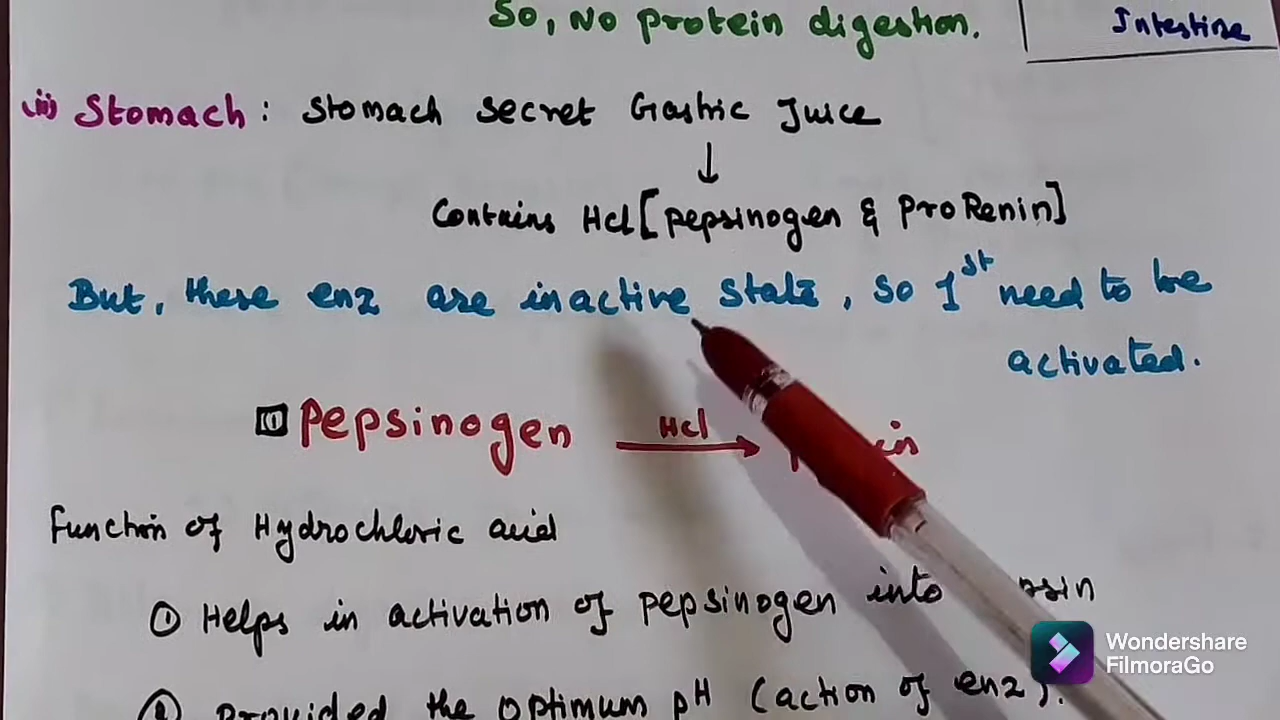 So, No protein digestion.
Intestine
ii) Stomach : Stomach Secret Gastric Juice
↓
Contains Hcl [pepsinogen & ProRenin]
But, these enz are inactive state, So 1st need to be
activated.
① Pepsinogen Hcl →
Function of Hydrochloric acid
① Helps in activation of pepsinogen into
② provided the optimum pH (action of enz).
Wondershare
FilmoraGo